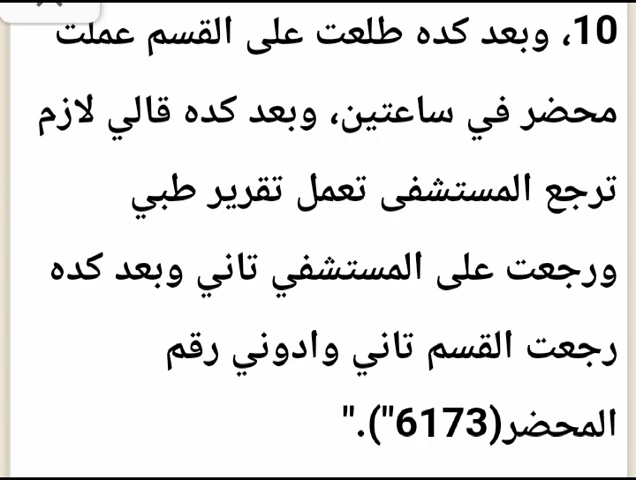 10، وبعد كده طلعت على القسم عملت
محضر في ساعتين، وبعد كده قالي لازم
ترجع المستشفى تعمل تقرير طبي
ورجعت على المستشفي تاني وبعد كده
رجعت القسم تاني وادوني رقم
المحضر(6173").“